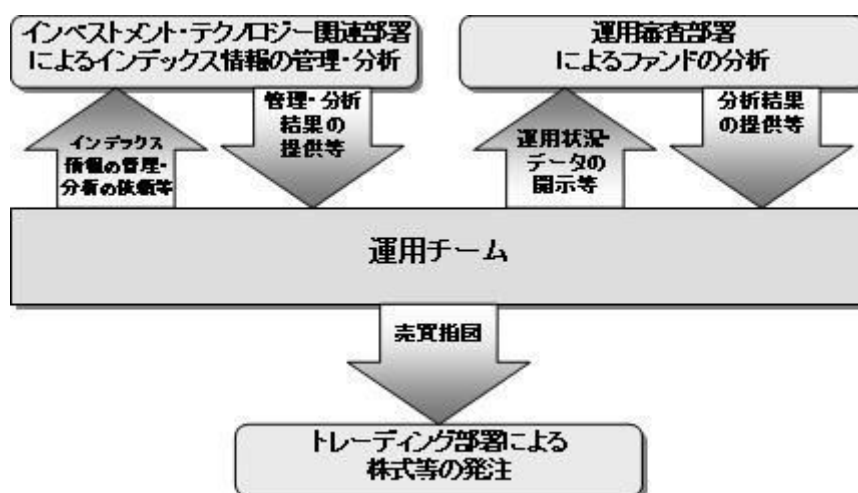 インベストメント・テクノロジー関連部署
によるインデックス情報の管理・分析
運用審査部署
によるファンドの分析
インデックス
情報の管理・
分析の依頼等
管理・分析
結果の
提供等
運用状況・
データの
開示等
分析結果
の提供等
運用チーム
売買指図
トレーディング部署による
株式等の発注